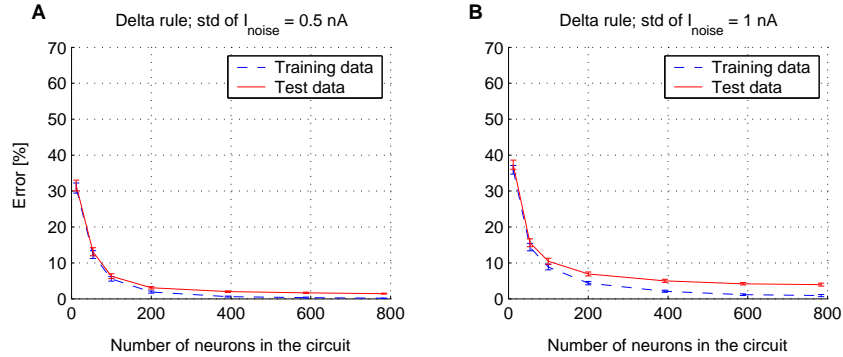 A
Delta rule; std of I_noise = 0.5 nA
70
60
50
40
30
20
10
0
Error [%]
0 200 400 600 800
Number of neurons in the circuit
Training data
Test data
B
Delta rule; std of I_noise = 1 nA
70
60
50
40
30
20
10
0
0 200 400 600 800
Number of neurons in the circuit
Training data
Test data